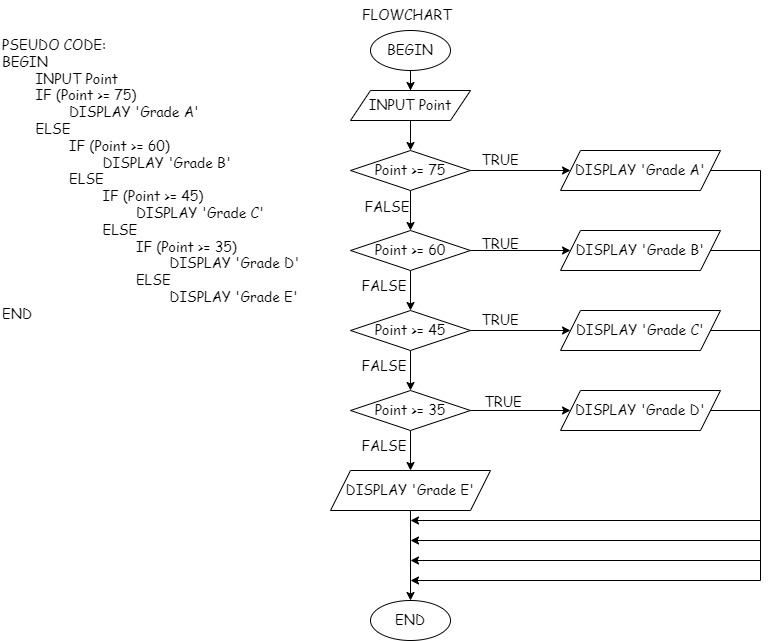 PSEUDO CODE:
BEGIN
INPUT Point
IF (Point >= 75)
DISPLAY 'Grade A'
ELSE
IF (Point >= 60)
DISPLAY 'Grade B'
ELSE
IF (Point >= 45)
DISPLAY 'Grade C'
ELSE
IF (Point >= 35)
DISPLAY 'Grade D'
ELSE
DISPLAY 'Grade E'
END
FLOWCHART
BEGIN
INPUT Point
Point >= 75
TRUE
DISPLAY 'Grade A'
FALSE
Point >= 60
TRUE
DISPLAY 'Grade B'
FALSE
Point >= 45
TRUE
DISPLAY 'Grade C'
FALSE
Point >= 35
TRUE
DISPLAY 'Grade D'
FALSE
DISPLAY 'Grade E'
END